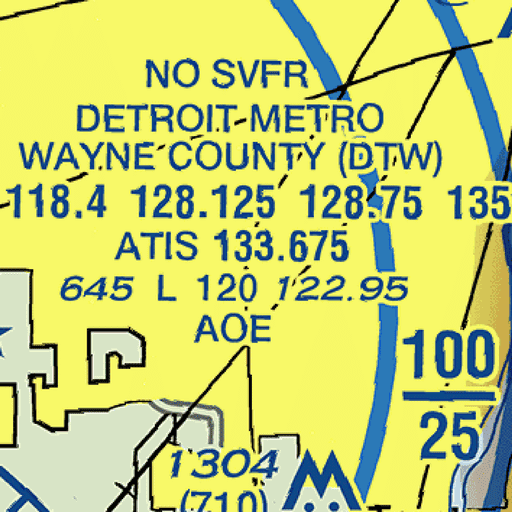 NO SVFR
DETROIT METRO
WAYNE COUNTY (DTW)
118.4 128.125 128.75 135
ATIS 133.675
645 L 120 122.95
AOE
100
25
1304
(710)